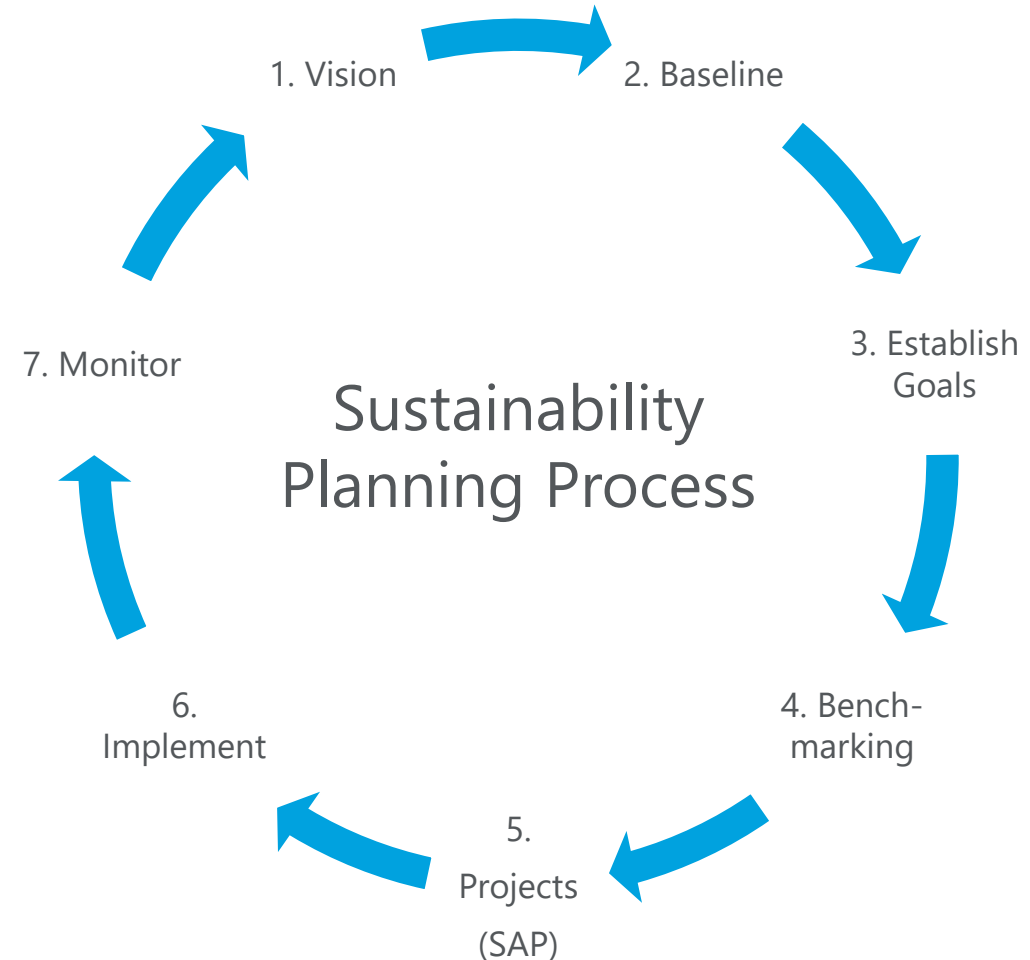 1. Vision
2. Baseline
3. Establish
Goals
4. Bench-
marking
5.
Projects
(SAP)
6.
Implement
7. Monitor
Sustainability
Planning Process